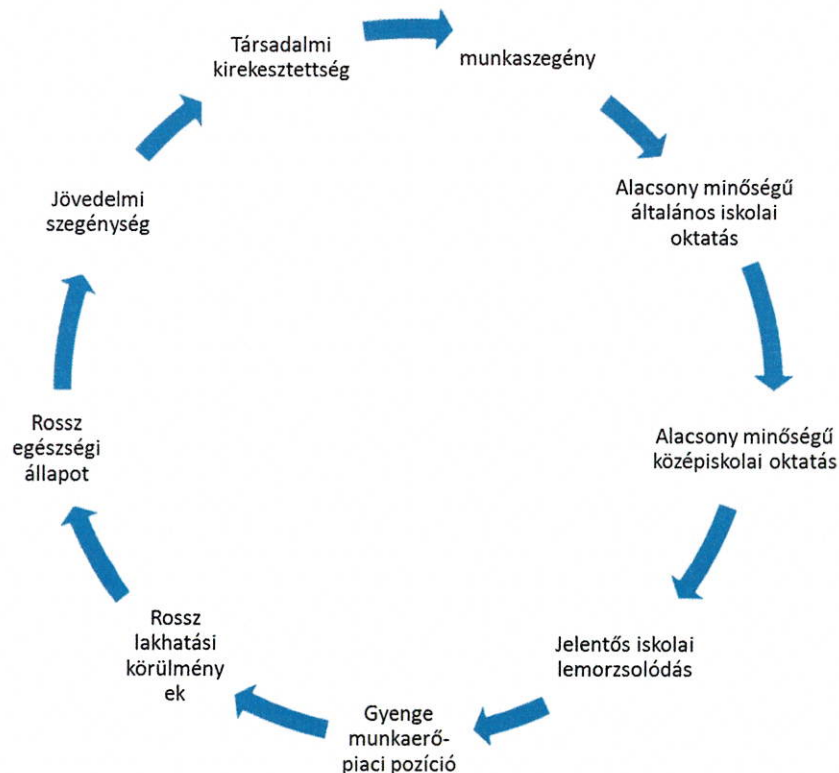 Társadalmi
kirekesztettség
munkaszegény
Alacsony minőségű
általános iskolai
oktatás
Alacsony minőségű
középiskolai oktatás
Jelentős iskolai
lemorzsolódás
Gyenge
munkaerő-
piaci pozíció
Rossz
lakhatási
körülmény
ek
Rossz
egészségi
állapot
Jövedelmi
szegénység